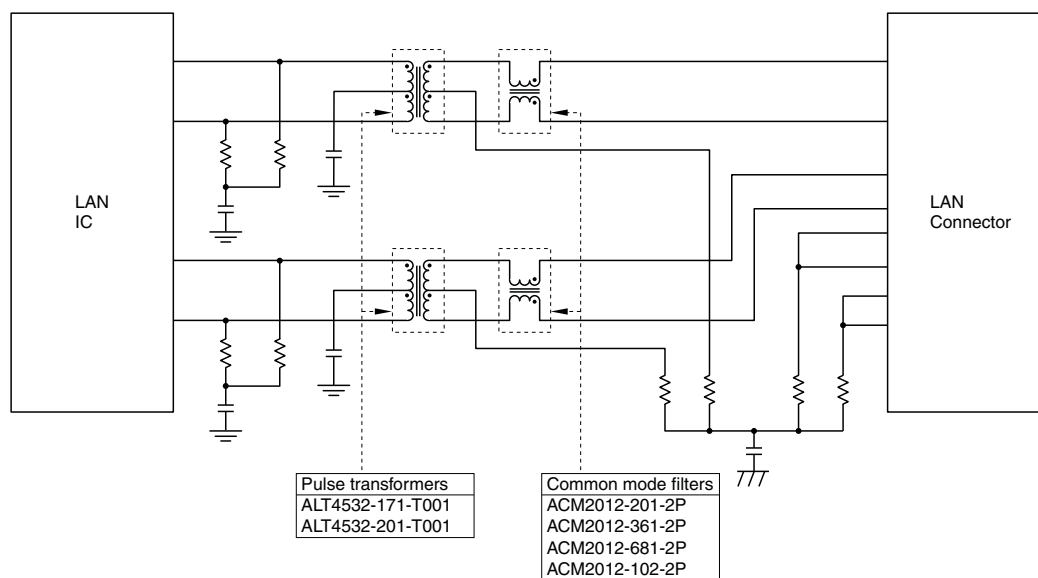 LAN
IC
LAN
Connector
Pulse transformers
ALT4532-171-T001
ALT4532-201-T001
Common mode filters
ACM2012-201-2P
ACM2012-361-2P
ACM2012-681-2P
ACM2012-102-2P